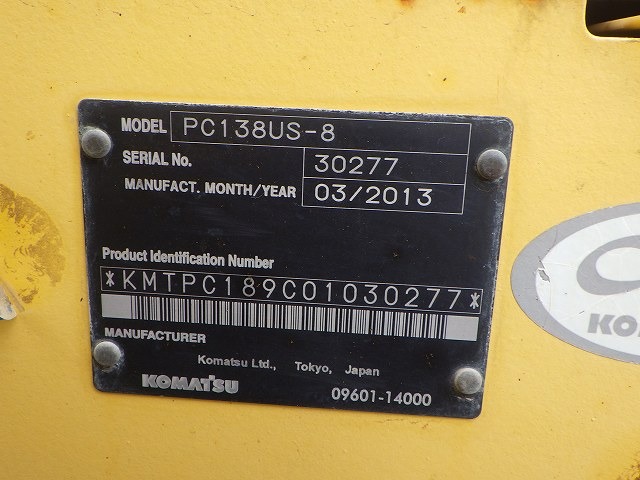 MODEL PC138US-8
SERIAL No. 30277
MANUFACT. MONTH/YEAR 03/2013
Product Identification Number
*KMTPC189C01030277*
MANUFACTURER
Komatsu Ltd., Tokyo, Japan
KOMATSU 09601-14000
KO